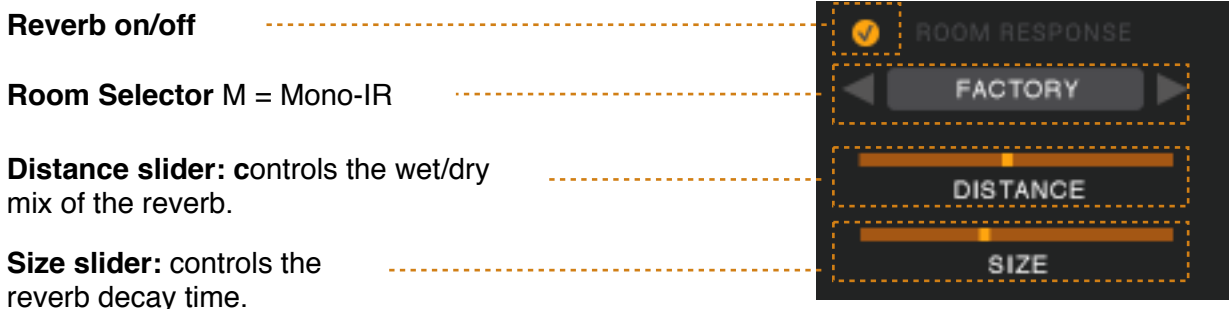 Reverb on/off
ROOM RESPONSE
Room Selector M = Mono-IR
FACTORY
Distance slider: controls the wet/dry
mix of the reverb.
DISTANCE
Size slider: controls the
reverb decay time.
SIZE